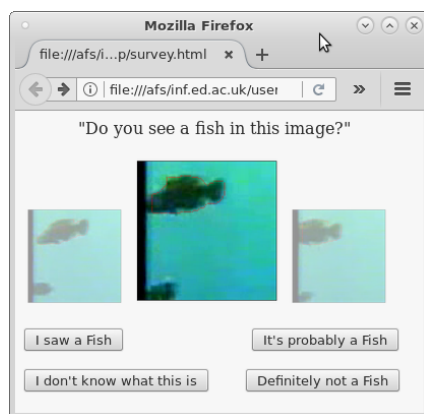 Mozilla Firefox
file:///afs/i...p/survey.html × +
file:///afs/inf.ed.ac.uk/user
"Do you see a fish in this image?"
I saw a Fish
It's probably a Fish
I don't know what this is
Definitely not a Fish